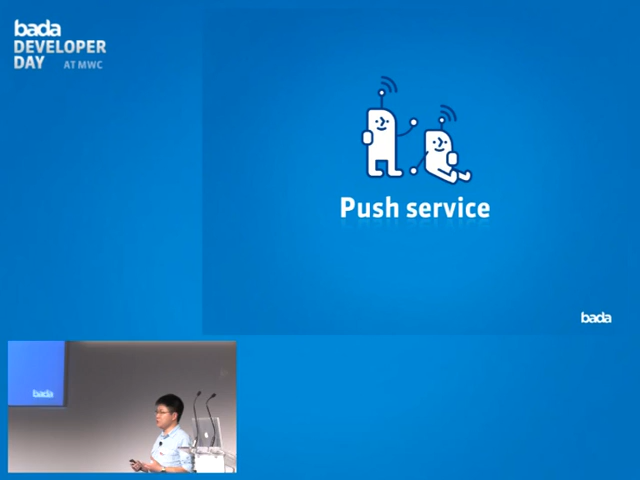 bada
DEVELOPER
DAY AT MWC
Push service
bada
bada